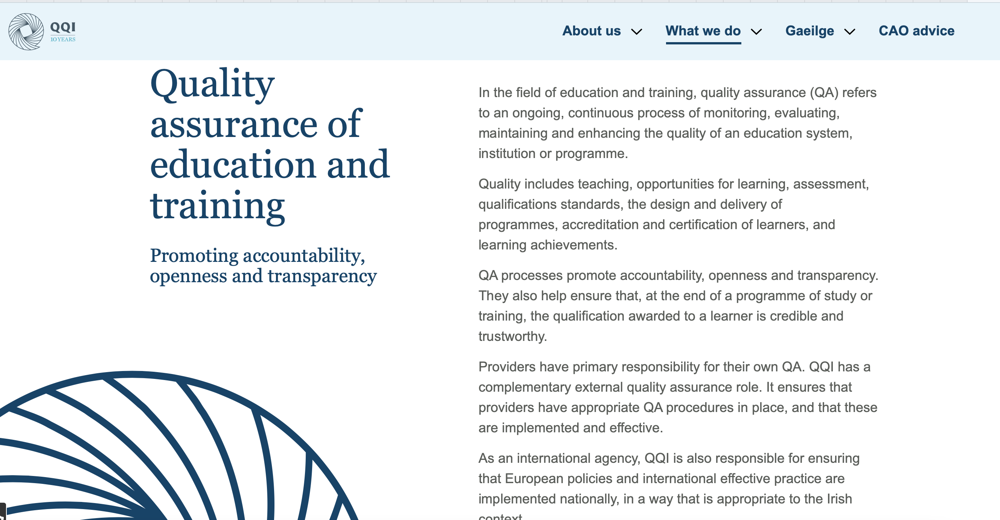 QQI
10 YEARS
About us
What we do
Gaeilge
CAO advice
Quality
assurance of
education and
training
Promoting accountability,
openness and transparency
In the field of education and training, quality assurance (QA) refers
to an ongoing, continuous process of monitoring, evaluating,
maintaining and enhancing the quality of an education system,
institution or programme.
Quality includes teaching, opportunities for learning, assessment,
qualifications standards, the design and delivery of
programmes, accreditation and certification of learners, and
learning achievements.
QA processes promote accountability, openness and transparency.
They also help ensure that, at the end of a programme of study or
training, the qualification awarded to a learner is credible and
trustworthy.
Providers have primary responsibility for their own QA. QQI has a
complementary external quality assurance role. It ensures that
providers have appropriate QA procedures in place, and that these
are implemented and effective.
As an international agency, QQI is also responsible for ensuring
that European policies and international effective practice are
implemented nationally, in a way that is appropriate to the Irish
context.